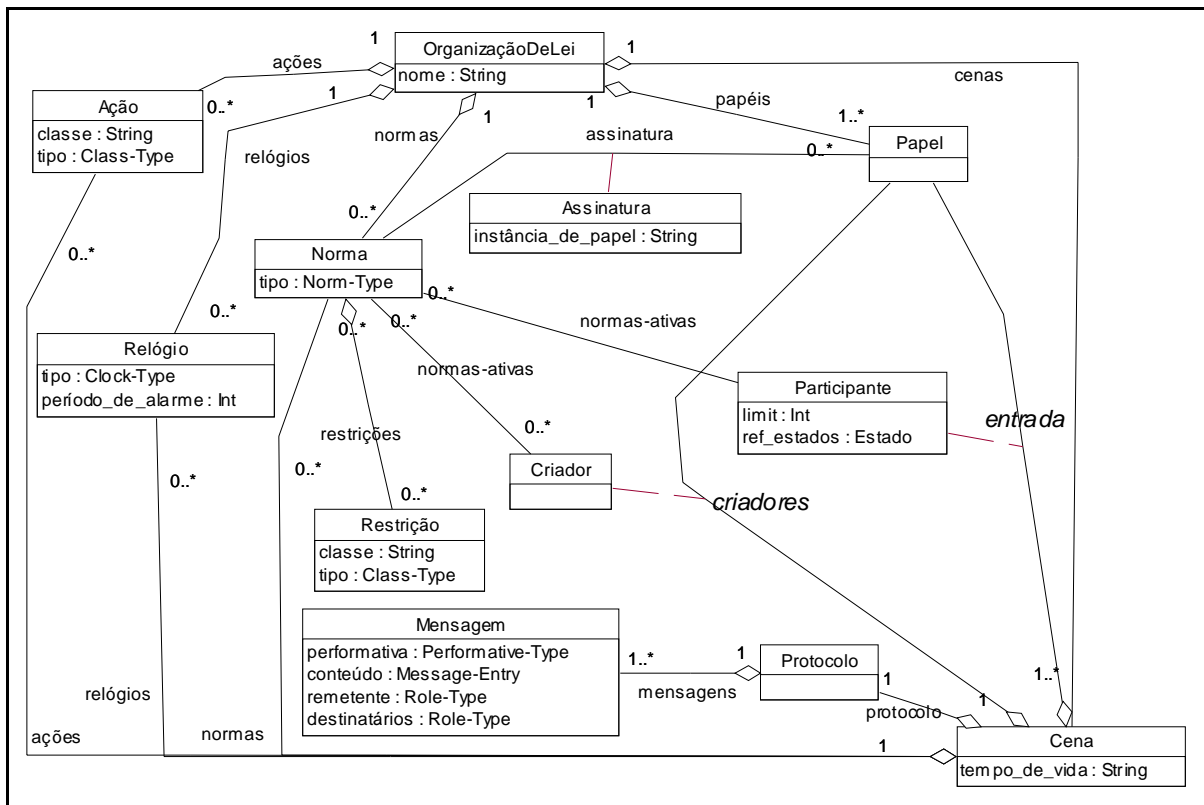 1
OrganizaçãoDeLei
1
nome : String
ações
cenas
Ação
0..*
1
1
1
papéis
1..*
classe : String
tipo : Class-Type
normas
assinatura
0..*
Papel
relógios
Assinatura
instância_de_papel : String
0..*
0..*
Norma
tipo : Norm-Type
0..*
0..*
0..*
0..*
normas-ativas
Relógio
tipo : Clock-Type
período_de_alarme : Int
normas-ativas
Participante
limit : Int
ref_estados : Estado
entrada
restrições
0..*
0..*
0..*
0..*
Criador
criadores
Restrição
classe : String
tipo : Class-Type
Mensagem
performativa : Performative-Type
conteúdo : Message-Entry
remetente : Role-Type
destinatários : Role-Type
1..*
mensagens
1
Protocolo
1
protocolo
1
1..*
relógios
ações
normas
1
Cena
tempo_de_vida : String